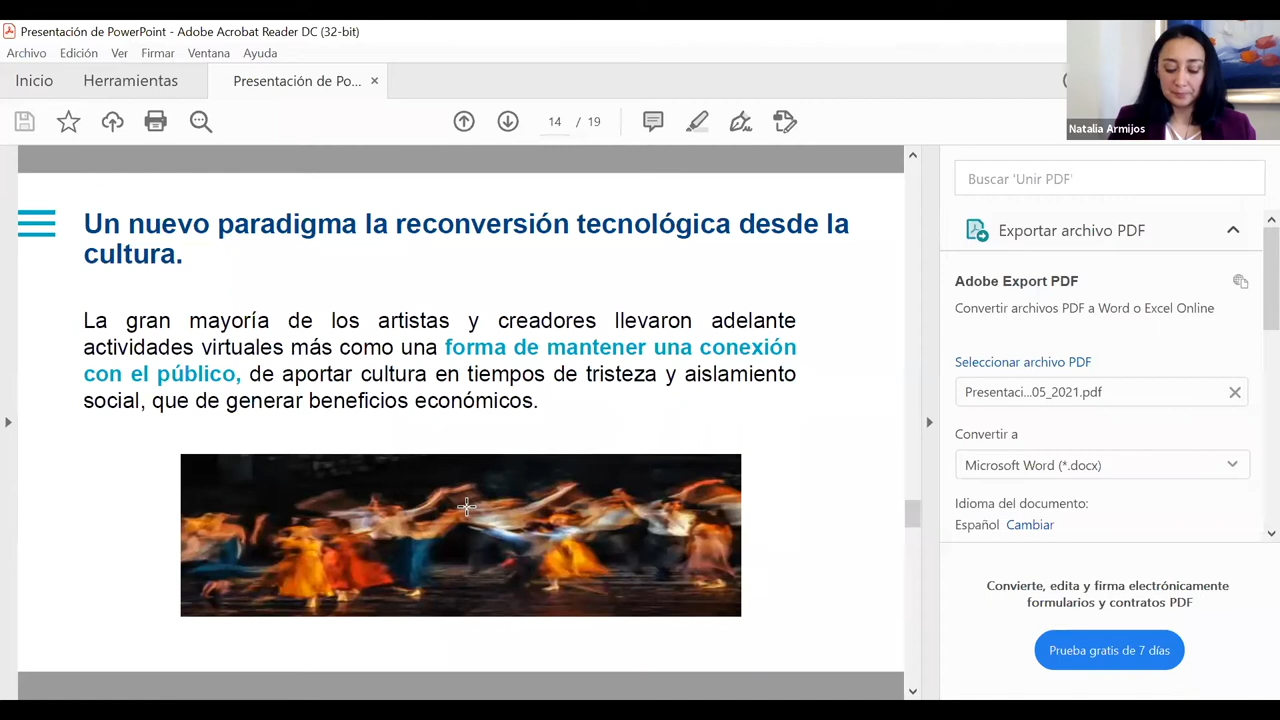 Presentación de PowerPoint - Adobe Acrobat Reader DC (32-bit)
Archivo Edición Ver Firmar Ventana Ayuda
Inicio Herramientas Presentación de Po... ×
14 / 19
Natalia Armijos
Un nuevo paradigma la reconversión tecnológica desde la
cultura.
La gran mayoría de los artistas y creadores llevaron adelante
actividades virtuales más como una forma de mantener una conexión
con el público, de aportar cultura en tiempos de tristeza y aislamiento
social, que de generar beneficios económicos.
Buscar 'Unir PDF'
Exportar archivo PDF
Adobe Export PDF
Convertir archivos PDF a Word o Excel Online
Seleccionar archivo PDF
Presentaci...05_2021.pdf
Convertir a
Microsoft Word (*.docx)
Idioma del documento:
Español Cambiar
Convierte, edita y firma electrónicamente
formularios y contratos PDF
Prueba gratis de 7 días